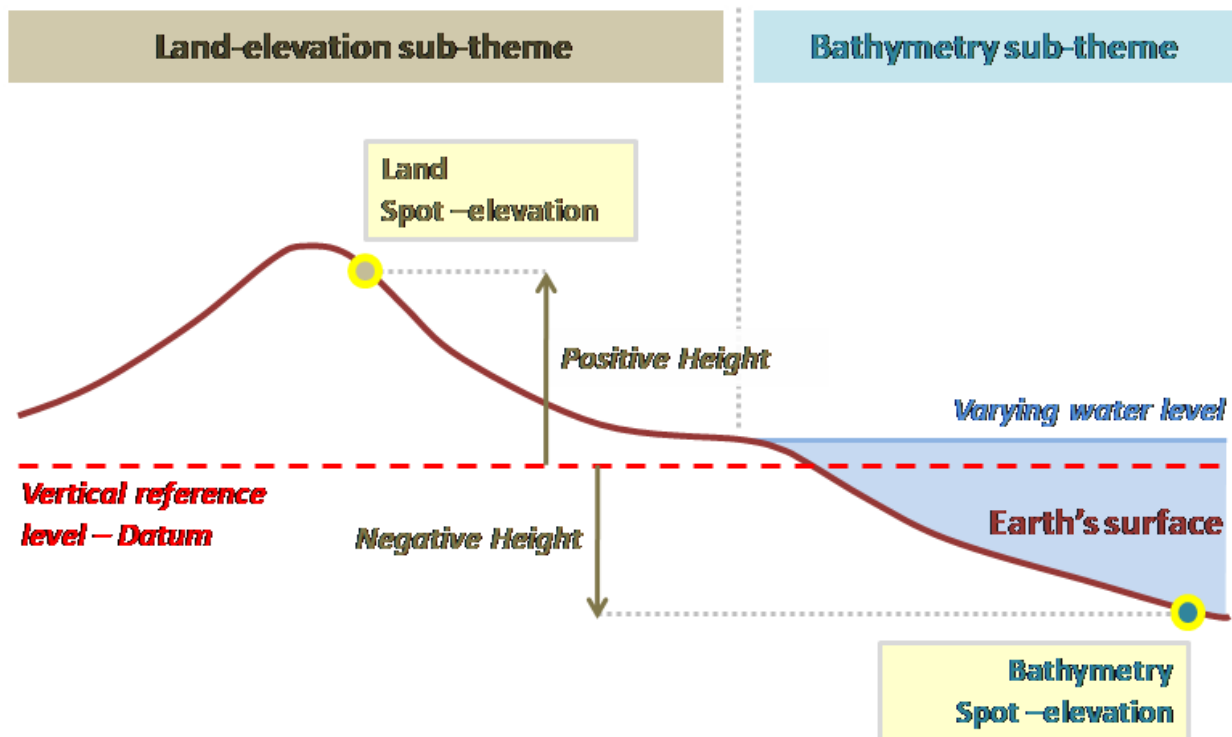 Land-elevation sub-theme
Bathymetry sub-theme
Land
Spot –elevation
Positive Height
Varying water level
Vertical reference
level – Datum
Negative Height
Earth's surface
Bathymetry
Spot –elevation